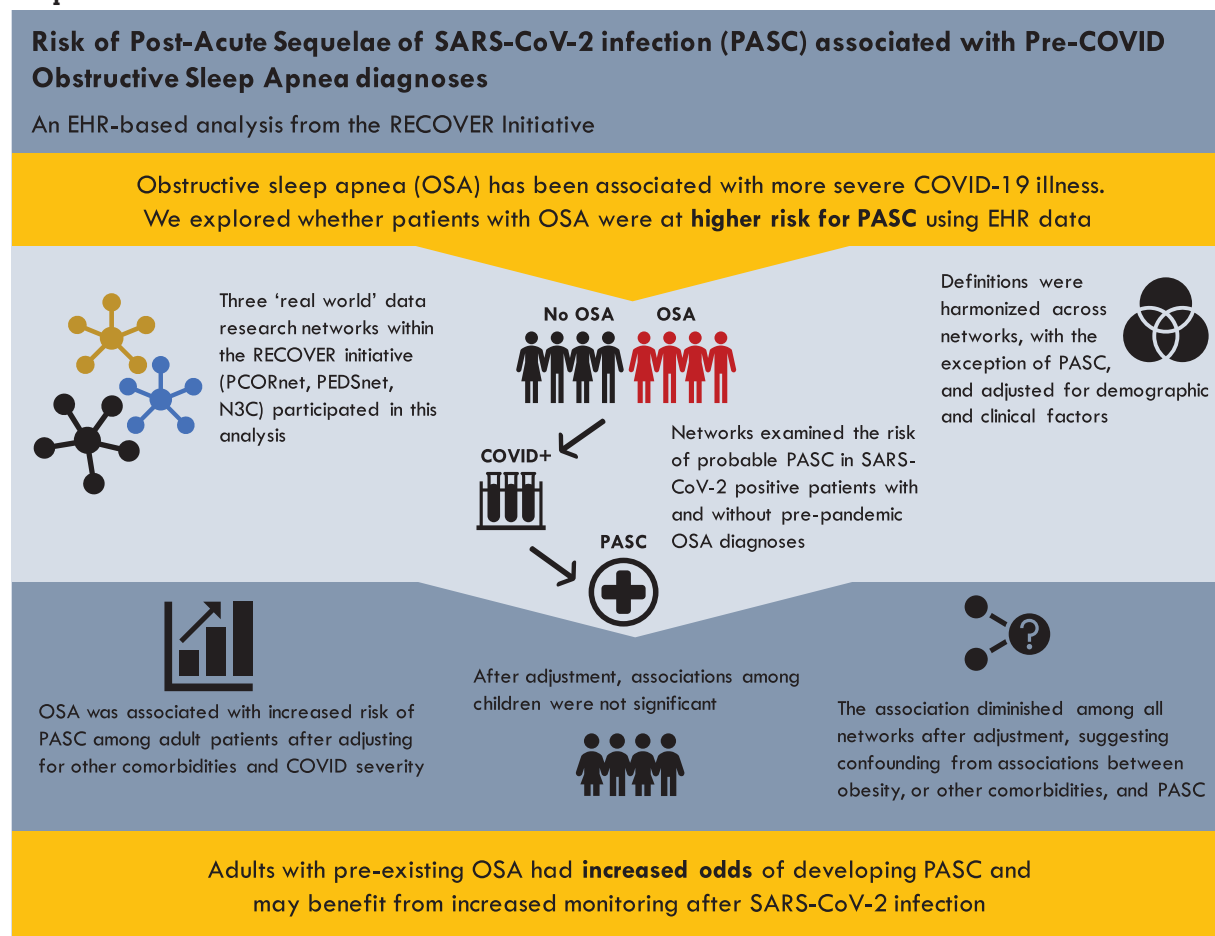 Risk of Post-Acute Sequelae of SARS-CoV-2 infection (PASC) associated with Pre-COVID
Obstructive Sleep Apnea diagnoses
An EHR-based analysis from the RECOVER Initiative
Obstructive sleep apnea (OSA) has been associated with more severe COVID-19 illness.
We explored whether patients with OSA were at higher risk for PASC using EHR data
Three ‘real world’ data
research networks within
the RECOVER initiative
(PCORnet, PEDSnet,
N3C) participated in this
analysis
No OSA OSA
COVID+
PASC
Networks examined the risk
of probable PASC in SARS-
CoV-2 positive patients with
and without pre-pandemic
OSA diagnoses
Definitions were
harmonized across
networks, with the
exception of PASC,
and adjusted for demographic
and clinical factors
OSA was associated with increased risk of
PASC among adult patients after adjusting
for other comorbidities and COVID severity
After adjustment, associations among
children were not significant
?
The association diminished among all
networks after adjustment, suggesting
confounding from associations between
obesity, or other comorbidities, and PASC
Adults with pre-existing OSA had increased odds of developing PASC and
may benefit from increased monitoring after SARS-CoV-2 infection